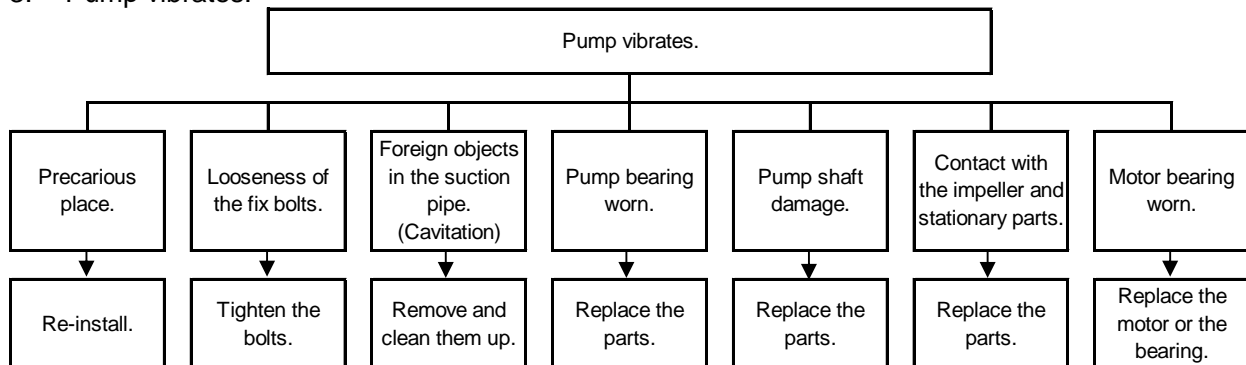 Pump vibrates.
Pump vibrates.
Precarious
place.
Looseness of
the fix bolts.
Foreign objects
in the suction
pipe.
(Cavitation)
Pump bearing
worn.
Pump shaft
damage.
Contact with
the impeller and
stationary parts.
Motor bearing
worn.
Re-install.
Tighten the
bolts.
Remove and
clean them up.
Replace the
parts.
Replace the
parts.
Replace the
parts.
Replace the
motor or the
bearing.